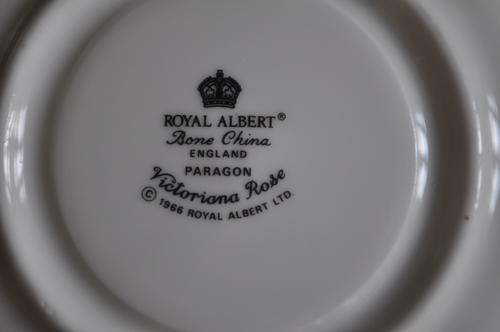 ROYAL ALBERT®
Bone China
ENGLAND
PARAGON
Victoriana Rose
© 1966 ROYAL ALBERT LTD.